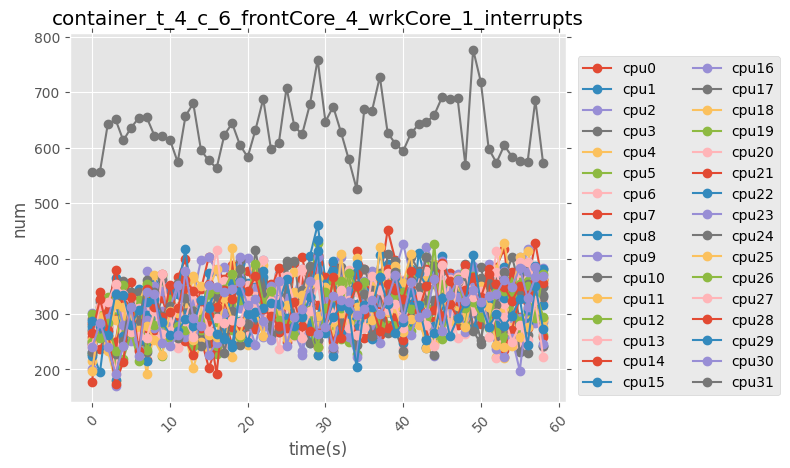 container_t_4_c_6_frontCore_4_wrkCore_1_interrupts
800
700
600
500
400
300
200
num
0
10
20
30
40
50
60
time(s)
cpu0
cpu1
cpu2
cpu3
cpu4
cpu5
cpu6
cpu7
cpu8
cpu9
cpu10
cpu11
cpu12
cpu13
cpu14
cpu15
cpu16
cpu17
cpu18
cpu19
cpu20
cpu21
cpu22
cpu23
cpu24
cpu25
cpu26
cpu27
cpu28
cpu29
cpu30
cpu31